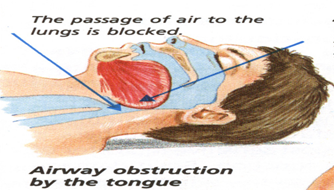 The passage of air to the
lungs is blocked.
Airway obstruction
by the tongue